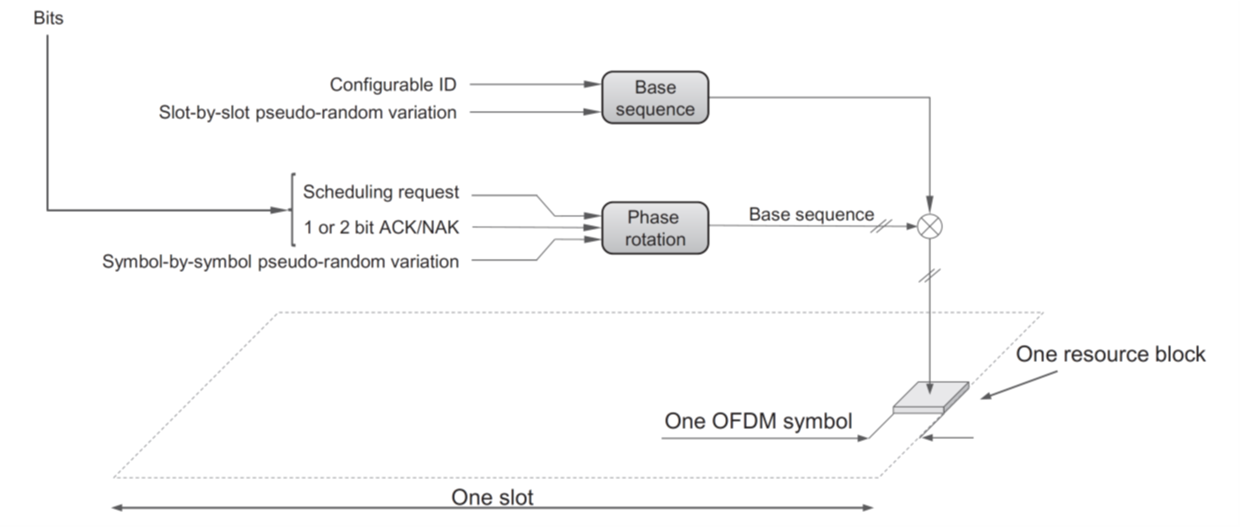 Bits
Configurable ID
Slot-by-slot pseudo-random variation
Base
sequence
Scheduling request
1 or 2 bit ACK/NAK
Symbol-by-symbol pseudo-random variation
Phase
rotation
Base sequence
One resource block
One OFDM symbol
One slot